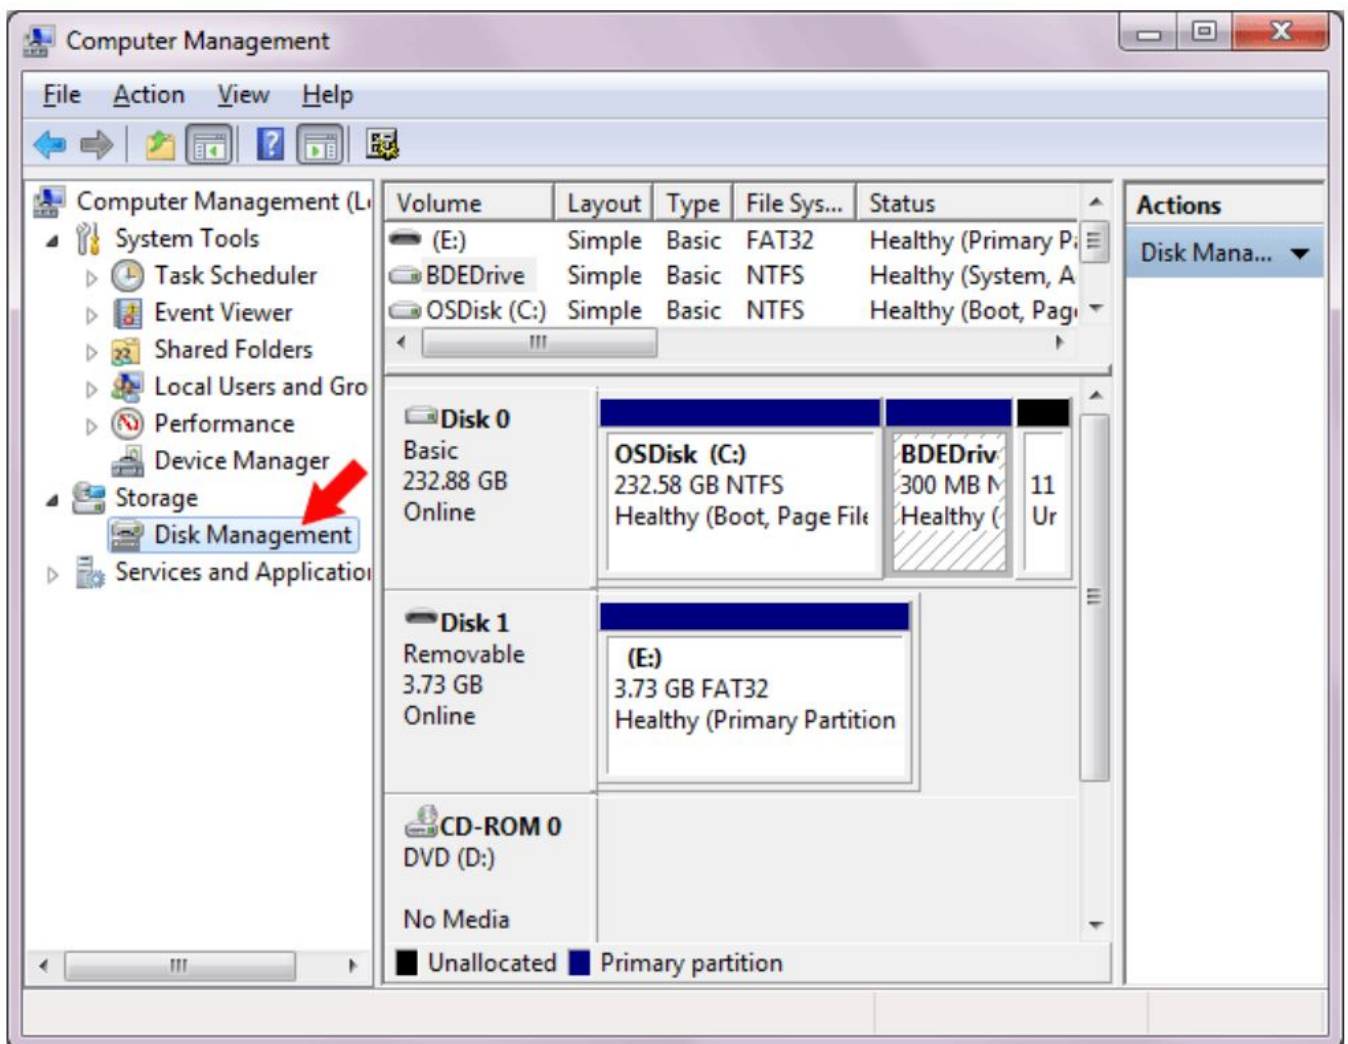 Computer Management
File Action View Help
Computer Management (L
System Tools
Task Scheduler
Event Viewer
Shared Folders
Local Users and Gro
Performance
Device Manager
Storage
Disk Management
Services and Applicatio
Volume Layout Type File Sys... Status
(E:) Simple Basic FAT32 Healthy (Primary P
BDEDrive Simple Basic NTFS Healthy (System, A
OSDisk (C:) Simple Basic NTFS Healthy (Boot, Pag
Disk 0
Basic
232.88 GB
Online
OSDisk (C:)
232.58 GB NTFS
Healthy (Boot, Page File
BDEDriv
300 MB N
Healthy (
11
Ur
Disk 1
Removable
3.73 GB
Online
(E:)
3.73 GB FAT32
Healthy (Primary Partition
CD-ROM 0
DVD (D:)
No Media
Unallocated Primary partition
Actions
Disk Mana...